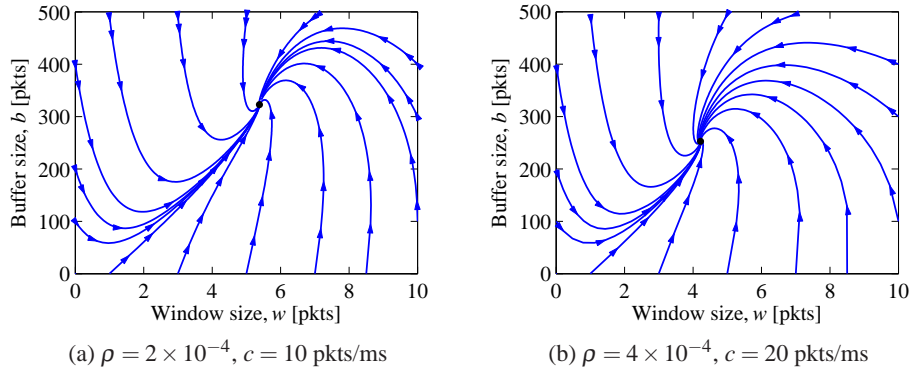 500
400
300
200
100
0
Buffer size, b [pkts]
0 2 4 6 8 10
Window size, w [pkts]
(a) ρ = 2 × 10⁻⁴, c = 10 pkts/ms
500
400
300
200
100
0
Buffer size, b [pkts]
0 2 4 6 8 10
Window size, w [pkts]
(b) ρ = 4 × 10⁻⁴, c = 20 pkts/ms